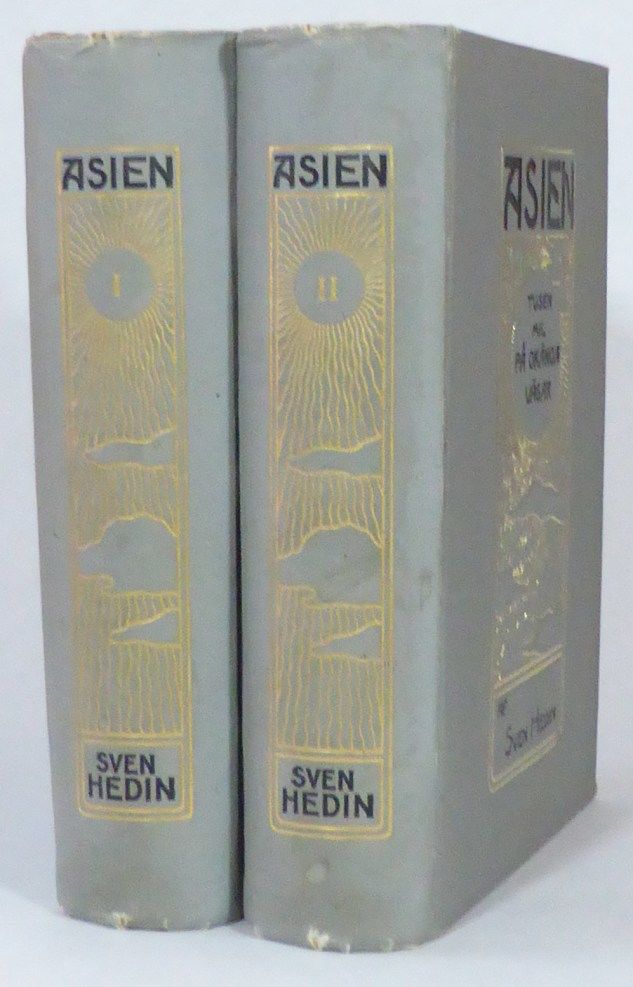 ASIEN
I
SVEN
HEDIN
ASIEN
II
SVEN
HEDIN
ASIEN
TUSEN
MIL
PÅ OKÄNDA
VÄGAR
AF
SVEN HEDIN